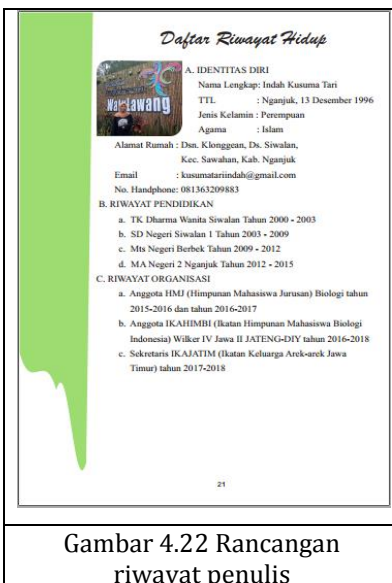 Daftar Riwayat Hidup
A. IDENTITAS DIRI
Nama Lengkap: Indah Kusuma Tari
TTL : Nganjuk, 13 Desember 1996
Jenis Kelamin : Perempuan
Agama : Islam
Alamat Rumah : Dsn. Klonggean, Ds. Siwalan,
Kec. Sawahan, Kab. Nganjuk
Email : kusumatariindah@gmail.com
No. Handphone: 081363209883
B. RIWAYAT PENDIDIKAN
a. TK Dharma Wanita Siwalan Tahun 2000 - 2003
b. SD Negeri Siwalan 1 Tahun 2003 - 2009
c. Mts Negeri Berbek Tahun 2009 - 2012
d. MA Negeri 2 Nganjuk Tahun 2012 - 2015
C. RIWAYAT ORGANISASI
a. Anggota HMJ (Himpunan Mahasiswa Jurusan) Biologi tahun
2015-2016 dan tahun 2016-2017
b. Anggota IKAHIMBI (Ikatan Himpunan Mahasiswa Biologi
Indonesia) Wilker IV Jawa II JATENG-DIY tahun 2016-2018
c. Sekretaris IKAJATIM (Ikatan Keluarga Arek-arek Jawa
Timur) tahun 2017-2018
21
Gambar 4.22 Rancangan
riwayat penulis